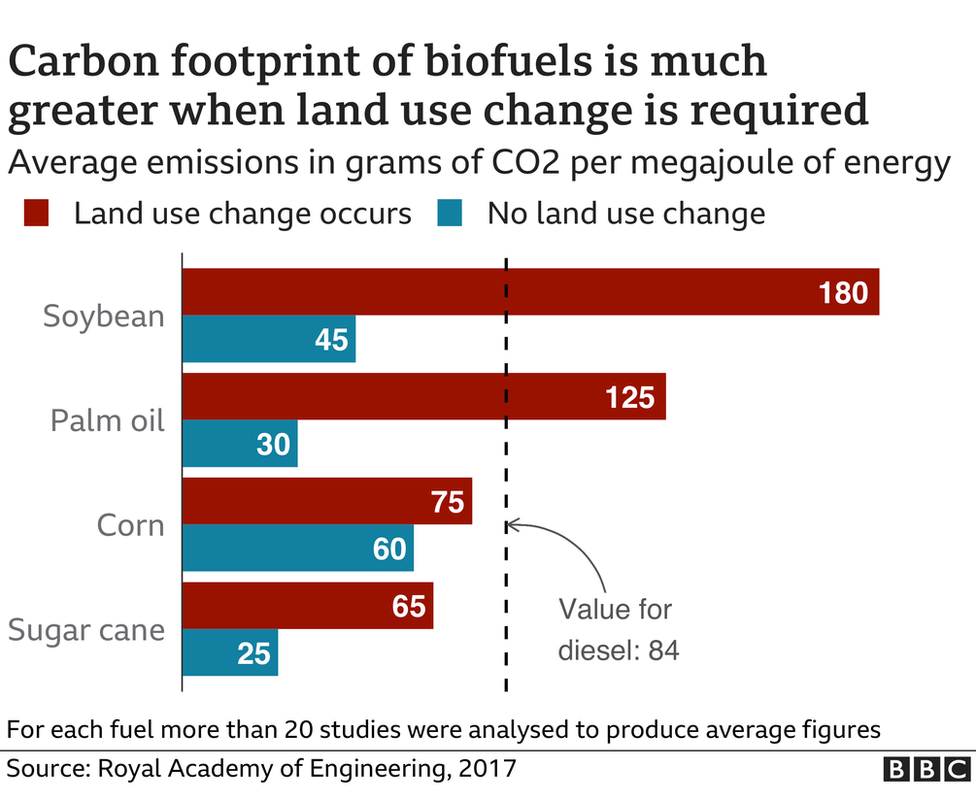 Carbon footprint of biofuels is much
greater when land use change is required
Average emissions in grams of CO2 per megajoule of energy
Land use change occurs No land use change
Soybean
180
45
Palm oil
125
30
Corn
75
60
Sugar cane
65
25
Value for
diesel: 84
For each fuel more than 20 studies were analysed to produce average figures
Source: Royal Academy of Engineering, 2017
BBC